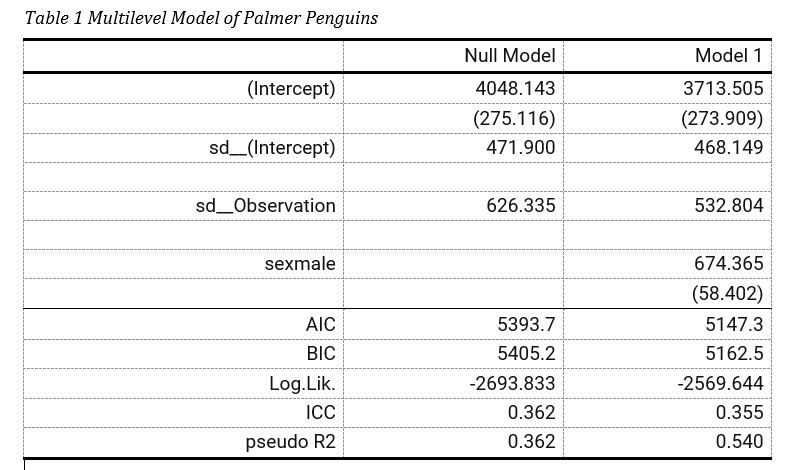 Table 1 Multilevel Model of Palmer Penguins
Null Model Model 1
(Intercept) 4048.143 3713.505
(275.116) (273.909)
sd__(Intercept) 471.900 468.149
sd__Observation 626.335 532.804
sexmale 674.365
(58.402)
AIC 5393.7 5147.3
BIC 5405.2 5162.5
Log.Lik. -2693.833 -2569.644
ICC 0.362 0.355
pseudo R2 0.362 0.540